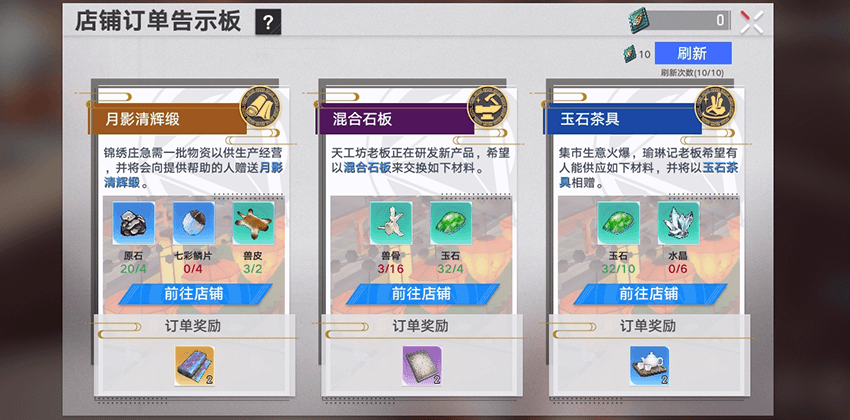 店铺订单告示板 ?
0
10 刷新
刷新次数(10/10)
月影清辉缎
锦绣庄急需一批物资以供生产经营
,并将会向提供帮助的人赠送月影
清辉缎。
原石 七彩鳞片 兽皮
20/4 0/4 3/2
前往店铺
订单奖励
2
混合石板
天工坊老板正在研发新产品,希望
以混合石板来交换如下材料。
兽骨 玉石
3/16 32/4
前往店铺
订单奖励
2
玉石茶具
集市生意火爆,瑜琳记老板希望有
人能供应如下材料,并将以玉石茶
具相赠。
玉石 水晶
32/10 0/6
前往店铺
订单奖励
2